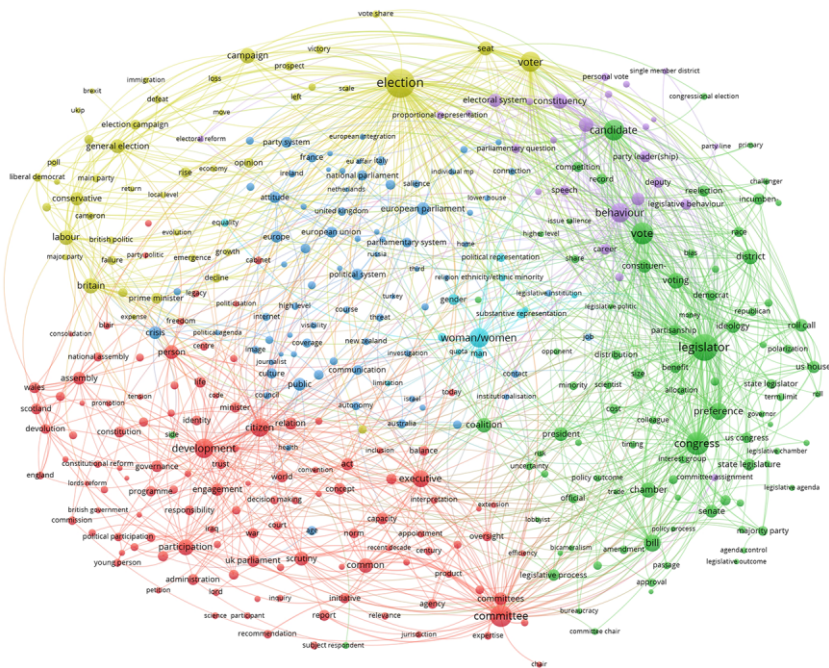 vote share
seat
campaign
victory
voter
prospect
immigration
loss
election
personal vote
single member district
brexit
defeat
left
scale
congressional election
electoral system
constituency
ukip
move
proportional representation
election campaign
electoral reform
party system
european integration
candidate
general election
parliamentary question
primary
poll
opinion
france
eu affair
italy
party leader(ship)
liberal democrat
main party
rise
economy
ireland
national parliament
individual mp
connection
competition
record
deputy
challenger
return
local level
netherlands
salience
speech
reelection
conservative
attitude
lower house
legislative behaviour
incumben
cameron
united kingdom
european parliament
behaviour
equality
issue salience
evolution
european union
higher level
vote
race
labour
british politic
europe
parliamentary system
home
career
major party
failure
party politic
emergence
growth
cabinet
russia
political representation
share
bias
district
constituen-
decline
political system
third
religion
ethnicity/ethnic minority
voting
britain
legacy
turkey
gender
legislative institution
democrat
prime minister
politicisation
high level
course
legislative politic
republican
expense
freedom
internet
threat
substantive representation
money
blair
crisis
political agenda
visibility
woman/women
job
partisanship
ideology
roll call
consolidation
centre
image
coverage
new zealand
quota
man
opponent
legislator
polarization
national assembly
person
journalist
investigation
distribution
benefit
us house
culture
communication
contact
size
wales
assembly
life
public
limitation
minority
scientist
allocation
state legislator
code
council
today
institutionalisation
term limit
scotland
promotion
tension
minister
autonomy
israel
cost
preference
governor
devolution
constitution
identity
citizen
relation
australia
coalition
colleague
side
president
timing
congress
us congress
development
health
inclusion
balance
risk
interest group
legislative chamber
constitutional reform
governance
trust
convention
act
uncertainty
state legislature
england
lords reform
world
executive
policy outcome
committee assignment
programme
engagement
concept
trade
chamber
legislative agenda
british government
responsibility
decision making
interpretation
official
commission
extension
senate
iraq
court
capacity
lobbyist
political participation
war
age
norm
appointment
oversight
policy process
majority party
participation
recent decade
century
efficiency
bicameralism
amendment
bill
agenda control
young person
uk parliament
scrutiny
common
passage
legislative outcome
administration
product
legislative process
approval
lord
inquiry
initiative
agency
committees
bureaucracy
science
participant
report
relevance
committee
recommendation
jurisdiction
expertise
committee chair
subject respondent
chair